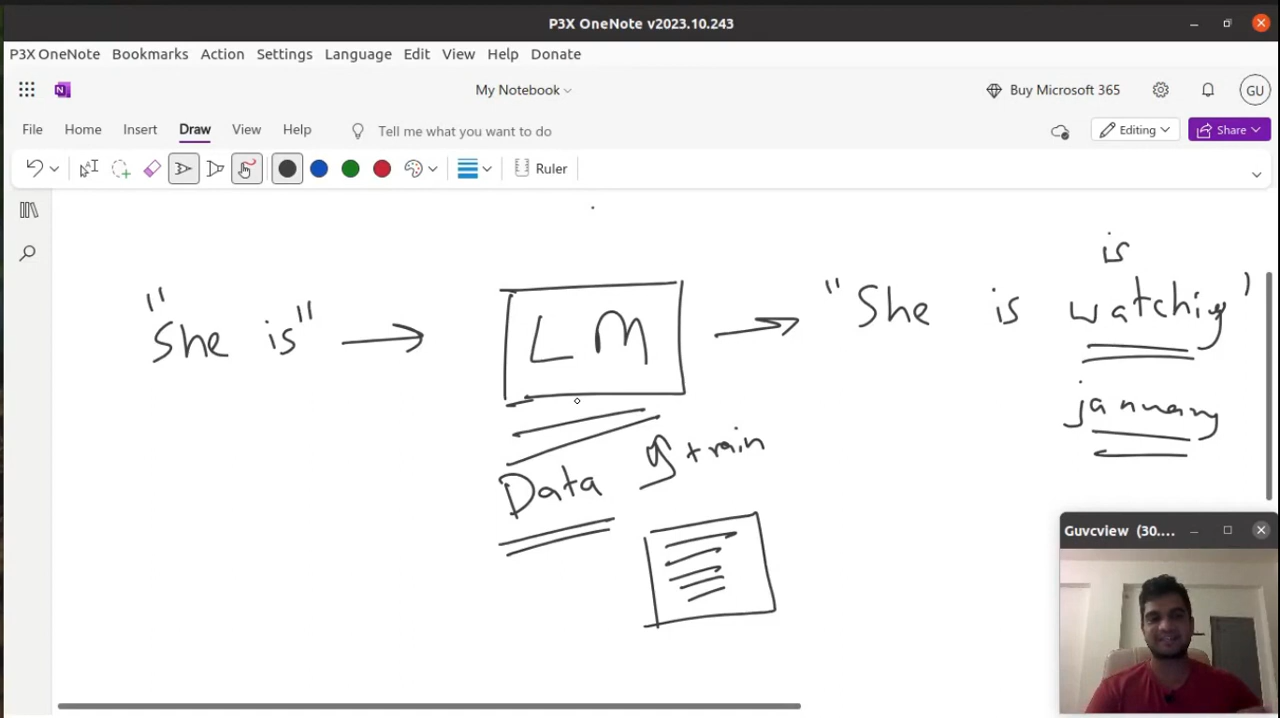 P3X OneNote v2023.10.243
P3X OneNote Bookmarks Action Settings Language Edit View Help Donate
My Notebook Buy Microsoft 365 GU
File Home Insert Draw View Help Tell me what you want to do Editing Share
Ruler
is
"She is" LM "She is watching"
january
Data train
Guvcview (30....